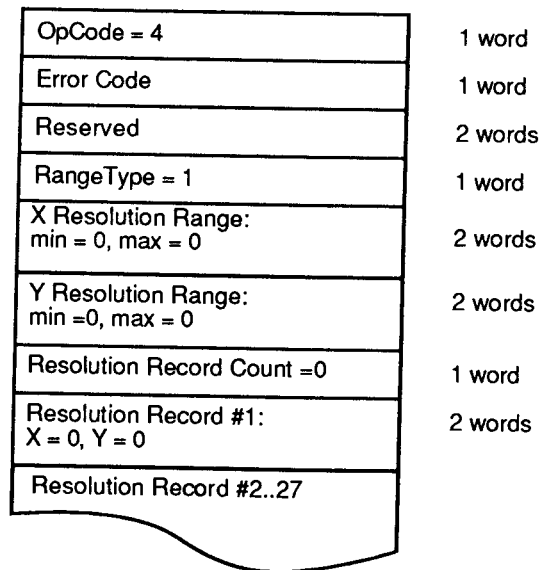 OpCode = 4 1 word
Error Code 1 word
Reserved 2 words
RangeType = 1 1 word
X Resolution Range:
min = 0, max = 0 2 words
Y Resolution Range:
min =0, max = 0 2 words
Resolution Record Count =0 1 word
Resolution Record #1:
X = 0, Y = 0 2 words
Resolution Record #2..27